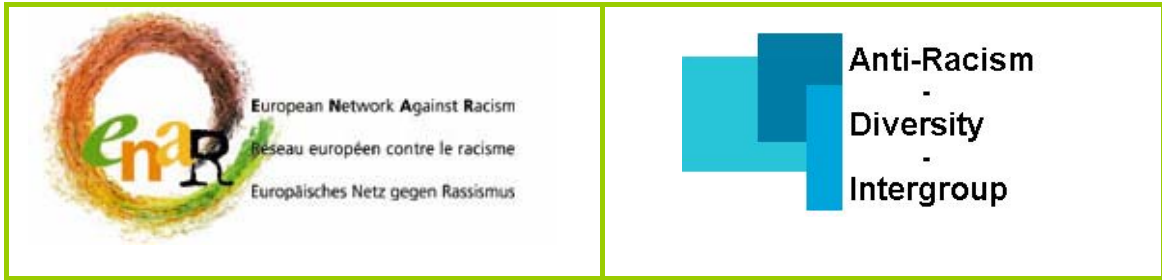 enaR
European Network Against Racism
Réseau européen contre le racisme
Europäisches Netz gegen Rassismus
Anti-Racism
-
Diversity
-
Intergroup